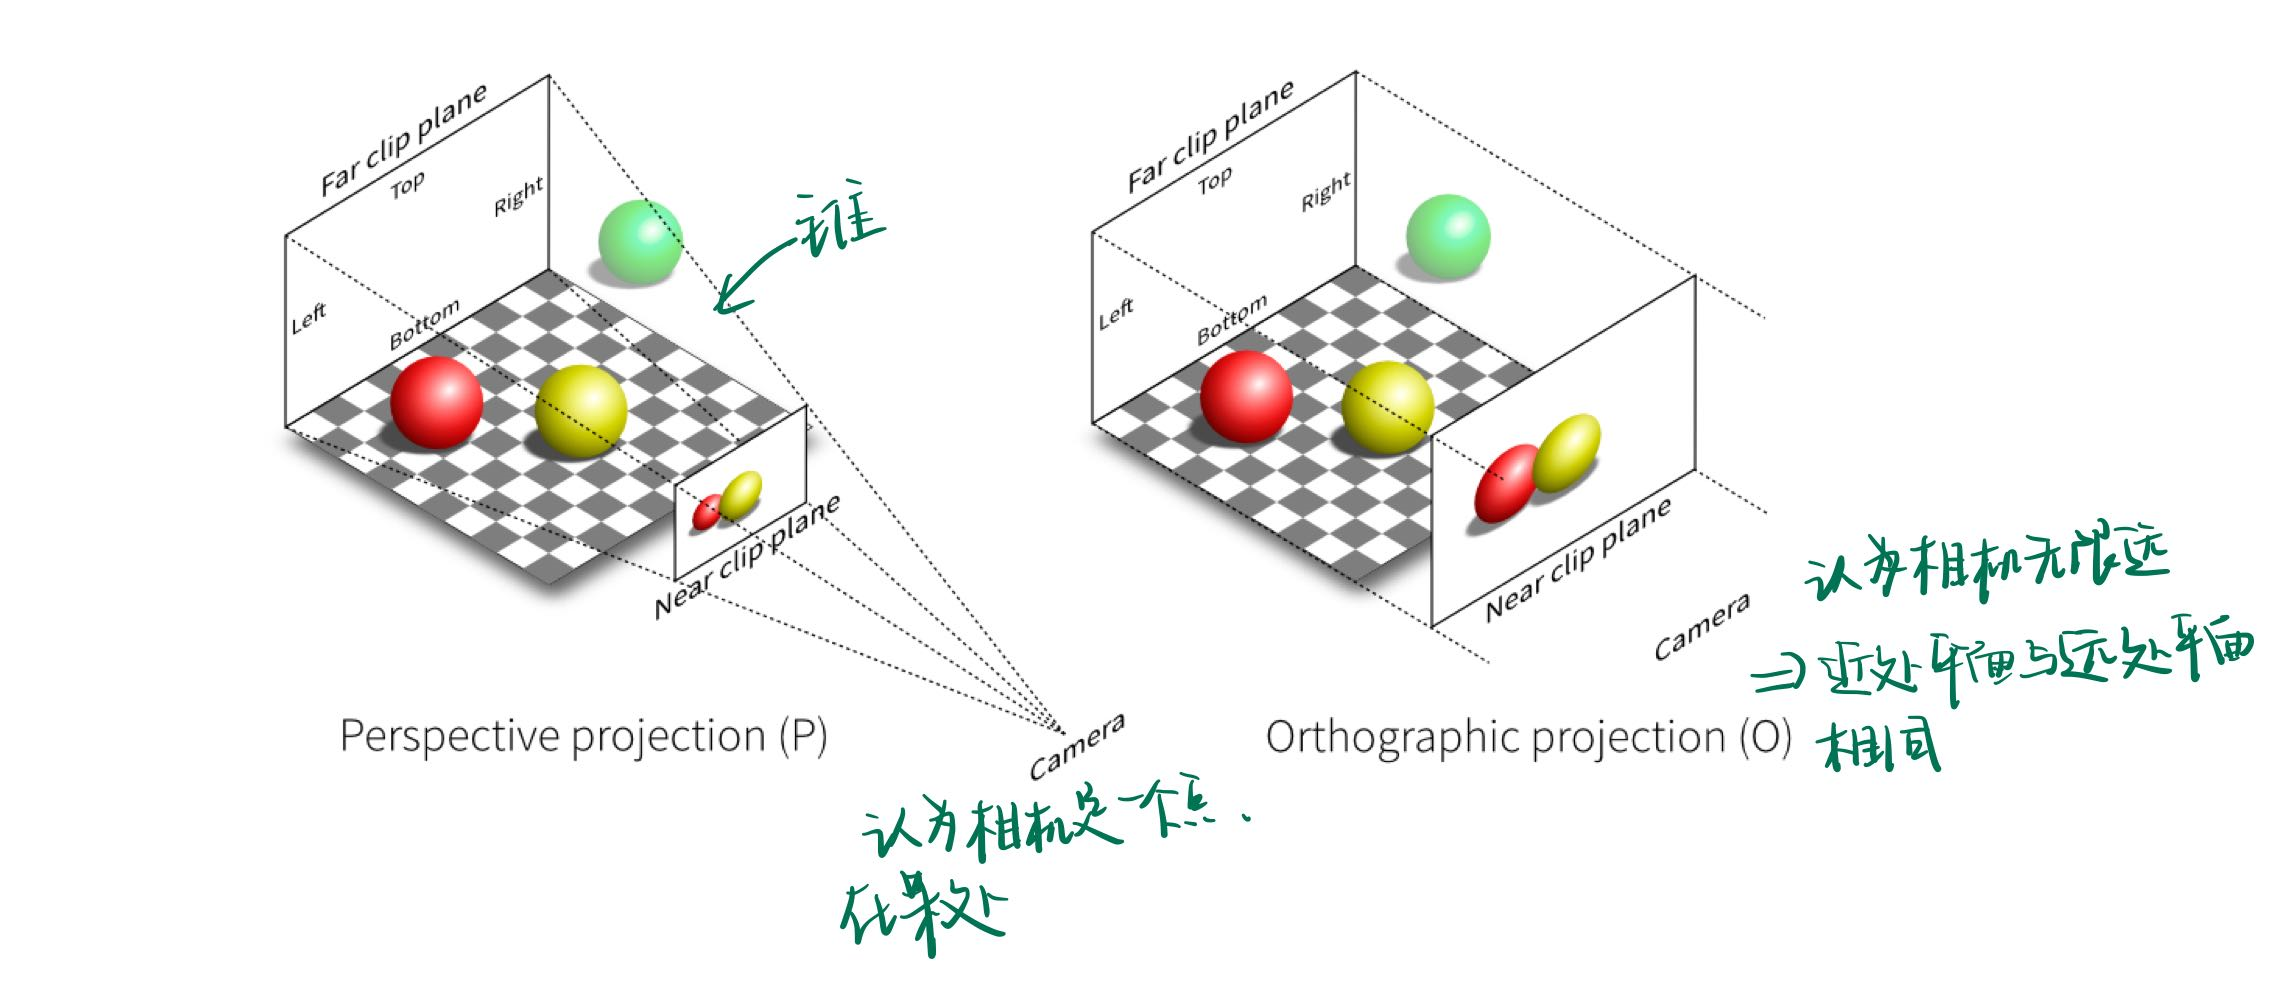 Far clip plane
Top
Right
Left
Bottom
锥
Near clip plane
Camera
Perspective projection (P)
认为相机是一个点、
在某处
Far clip plane
Top
Right
Left
Bottom
Near clip plane
Camera
Orthographic projection (O)
认为相机无限远
⇒ 近处平面与远处平面
相同